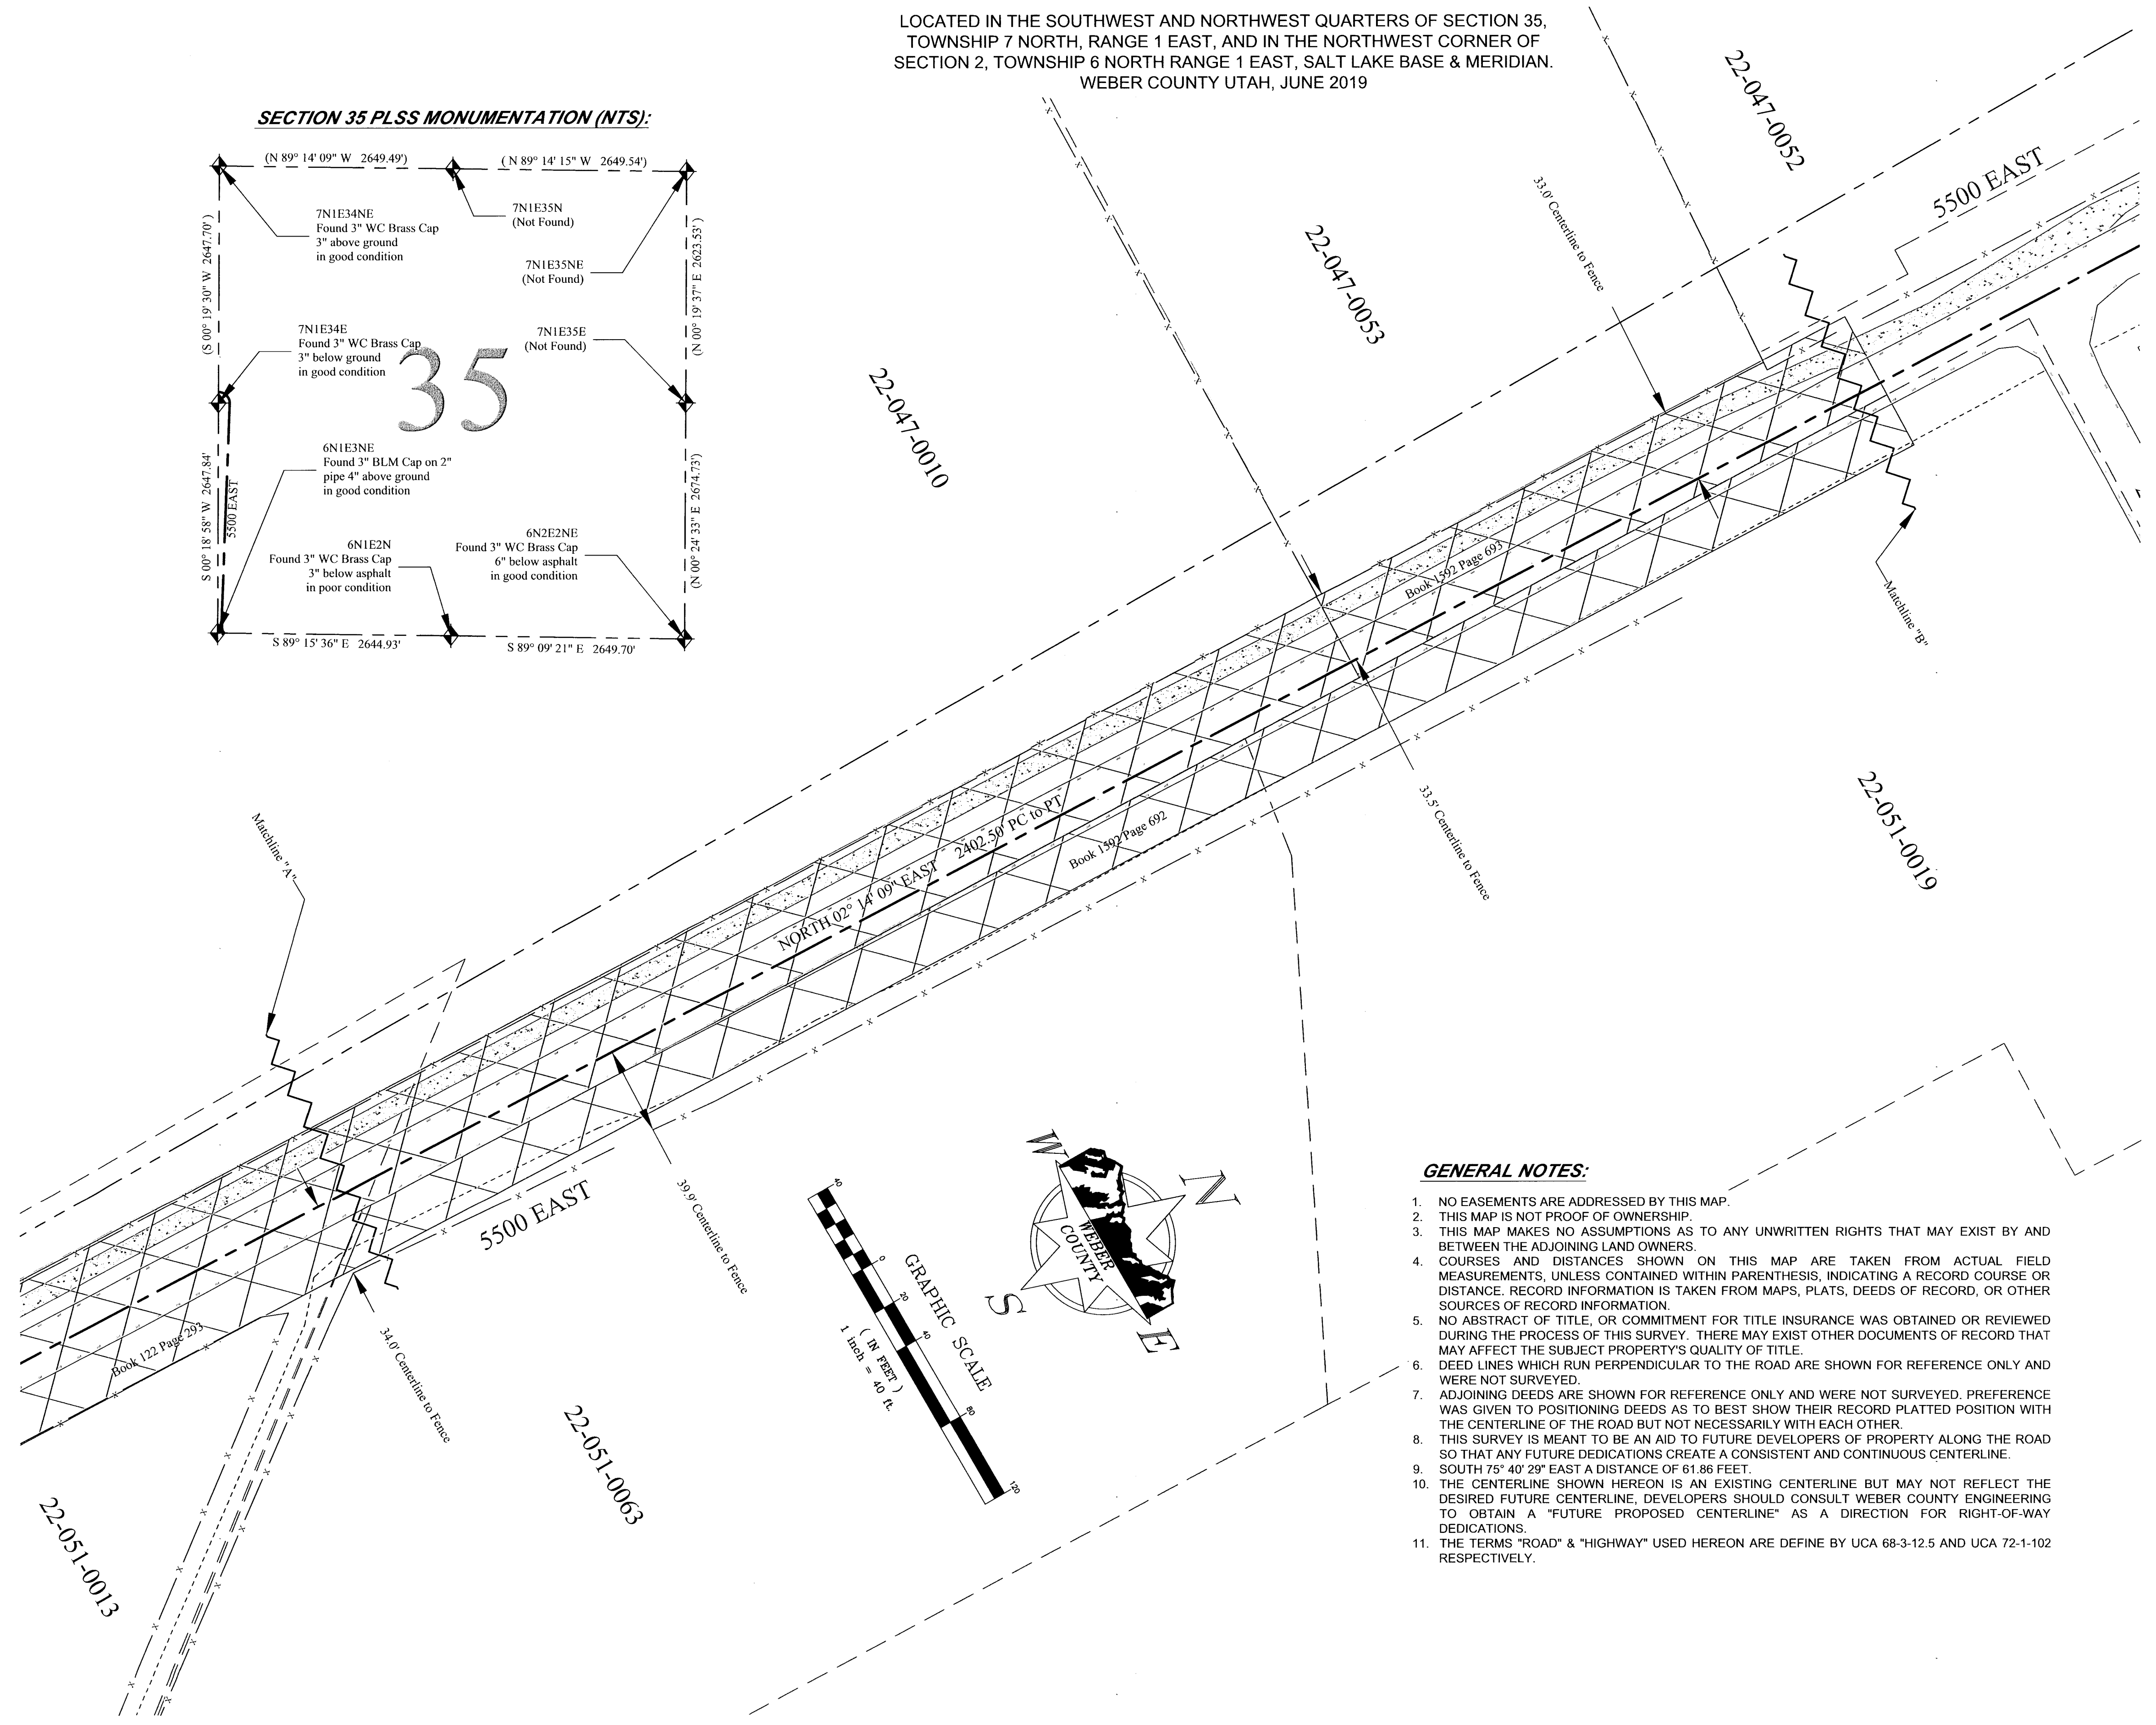 LOCATED IN THE SOUTHWEST AND NORTHWEST QUARTERS OF SECTION 35,
TOWNSHIP 7 NORTH, RANGE 1 EAST, AND IN THE NORTHWEST CORNER OF
SECTION 2, TOWNSHIP 6 NORTH RANGE 1 EAST, SALT LAKE BASE & MERIDIAN.
WEBER COUNTY UTAH, JUNE 2019
SECTION 35 PLSS MONUMENTATION (NTS):
(N 89° 14' 09" W 2649.49')
( N 89° 14' 15" W 2649.54')
7N1E34NE
Found 3" WC Brass Cap
3" above ground
in good condition
7N1E35N
(Not Found)
7N1E35NE
(Not Found)
(S 00° 19' 30" W 2647.70' )
(N 00° 19' 37" E 2623.53')
7N1E34E
Found 3" WC Brass Cap
3" below ground
in good condition
7N1E35E
(Not Found)
35
6N1E3NE
Found 3" BLM Cap on 2"
pipe 4" above ground
in good condition
S 00° 18' 58" W 2647.84'
5500 EAST
(N 00° 24' 33" E 2674.73')
6N1E2N
Found 3" WC Brass Cap
3" below asphalt
in poor condition
6N2E2NE
Found 3" WC Brass Cap
6" below asphalt
in good condition
S 89° 15' 36" E 2644.93'
S 89° 09' 21" E 2649.70'
22-047-0052
5500 EAST
33.0' Centerline to Fence
22-047-0053
22-047-0010
Book 1592 Page 693
Matchline "B"
22-051-0019
33.5' Centerline to Fence
2402.50' PC to PT
NORTH 02° 14' 09" EAST
Book 1592 Page 692
Matchline "A"
5500 EAST
39.9' Centerline to Fence
34.0' Centerline to Fence
Book 122 Page 293
22-051-0063
22-051-0013
W
N
S
E
WEBER
COUNTY
40
0
20
40
80
120
GRAPHIC SCALE
( IN FEET )
1 inch = 40 ft.
GENERAL NOTES:
1. NO EASEMENTS ARE ADDRESSED BY THIS MAP.
2. THIS MAP IS NOT PROOF OF OWNERSHIP.
3. THIS MAP MAKES NO ASSUMPTIONS AS TO ANY UNWRITTEN RIGHTS THAT MAY EXIST BY AND
BETWEEN THE ADJOINING LAND OWNERS.
4. COURSES AND DISTANCES SHOWN ON THIS MAP ARE TAKEN FROM ACTUAL FIELD
MEASUREMENTS, UNLESS CONTAINED WITHIN PARENTHESIS, INDICATING A RECORD COURSE OR
DISTANCE. RECORD INFORMATION IS TAKEN FROM MAPS, PLATS, DEEDS OF RECORD, OR OTHER
SOURCES OF RECORD INFORMATION.
5. NO ABSTRACT OF TITLE, OR COMMITMENT FOR TITLE INSURANCE WAS OBTAINED OR REVIEWED
DURING THE PROCESS OF THIS SURVEY. THERE MAY EXIST OTHER DOCUMENTS OF RECORD THAT
MAY AFFECT THE SUBJECT PROPERTY'S QUALITY OF TITLE.
6. DEED LINES WHICH RUN PERPENDICULAR TO THE ROAD ARE SHOWN FOR REFERENCE ONLY AND
WERE NOT SURVEYED.
7. ADJOINING DEEDS ARE SHOWN FOR REFERENCE ONLY AND WERE NOT SURVEYED. PREFERENCE
WAS GIVEN TO POSITIONING DEEDS AS TO BEST SHOW THEIR RECORD PLATTED POSITION WITH
THE CENTERLINE OF THE ROAD BUT NOT NECESSARILY WITH EACH OTHER.
8. THIS SURVEY IS MEANT TO BE AN AID TO FUTURE DEVELOPERS OF PROPERTY ALONG THE ROAD
SO THAT ANY FUTURE DEDICATIONS CREATE A CONSISTENT AND CONTINUOUS CENTERLINE.
9. SOUTH 75° 40' 29" EAST A DISTANCE OF 61.86 FEET.
10. THE CENTERLINE SHOWN HEREON IS AN EXISTING CENTERLINE BUT MAY NOT REFLECT THE
DESIRED FUTURE CENTERLINE, DEVELOPERS SHOULD CONSULT WEBER COUNTY ENGINEERING
TO OBTAIN A "FUTURE PROPOSED CENTERLINE" AS A DIRECTION FOR RIGHT-OF-WAY
DEDICATIONS.
11. THE TERMS "ROAD" & "HIGHWAY" USED HEREON ARE DEFINE BY UCA 68-3-12.5 AND UCA 72-1-102
RESPECTIVELY.